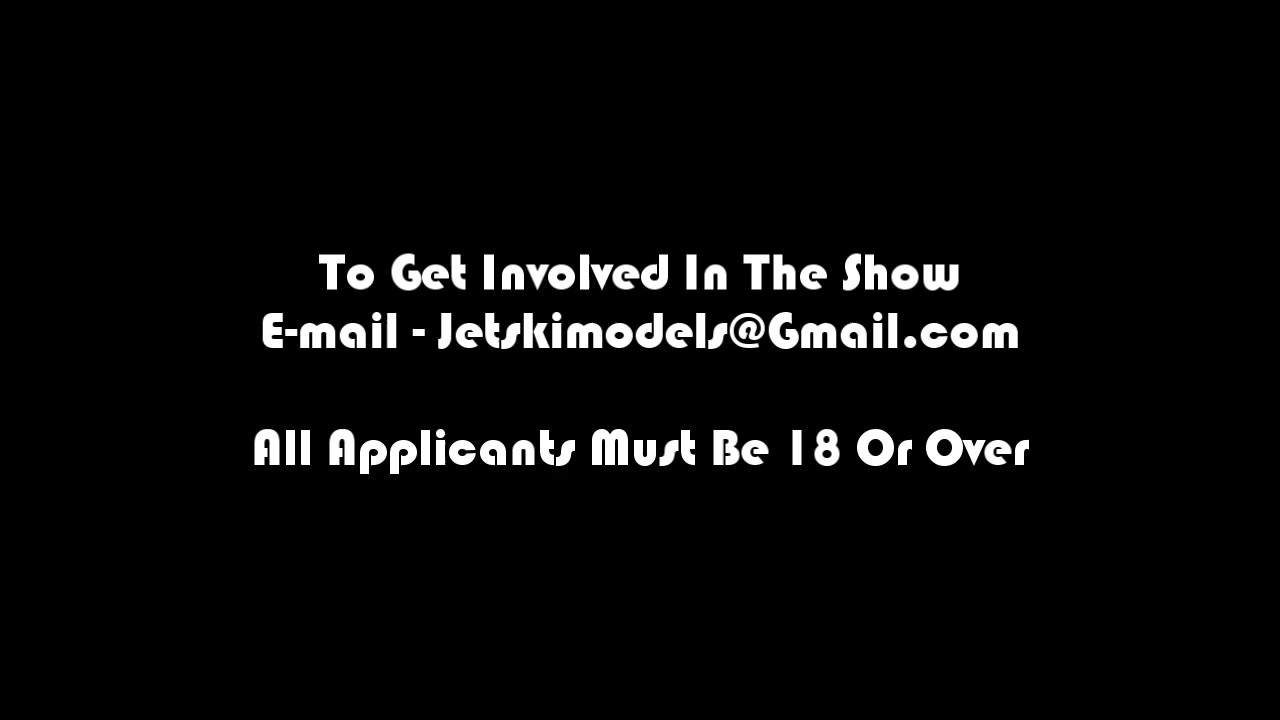 To Get Involved In The Show
E-mail - Jetskimodels@Gmail.com
All Applicants Must Be 18 Or Over